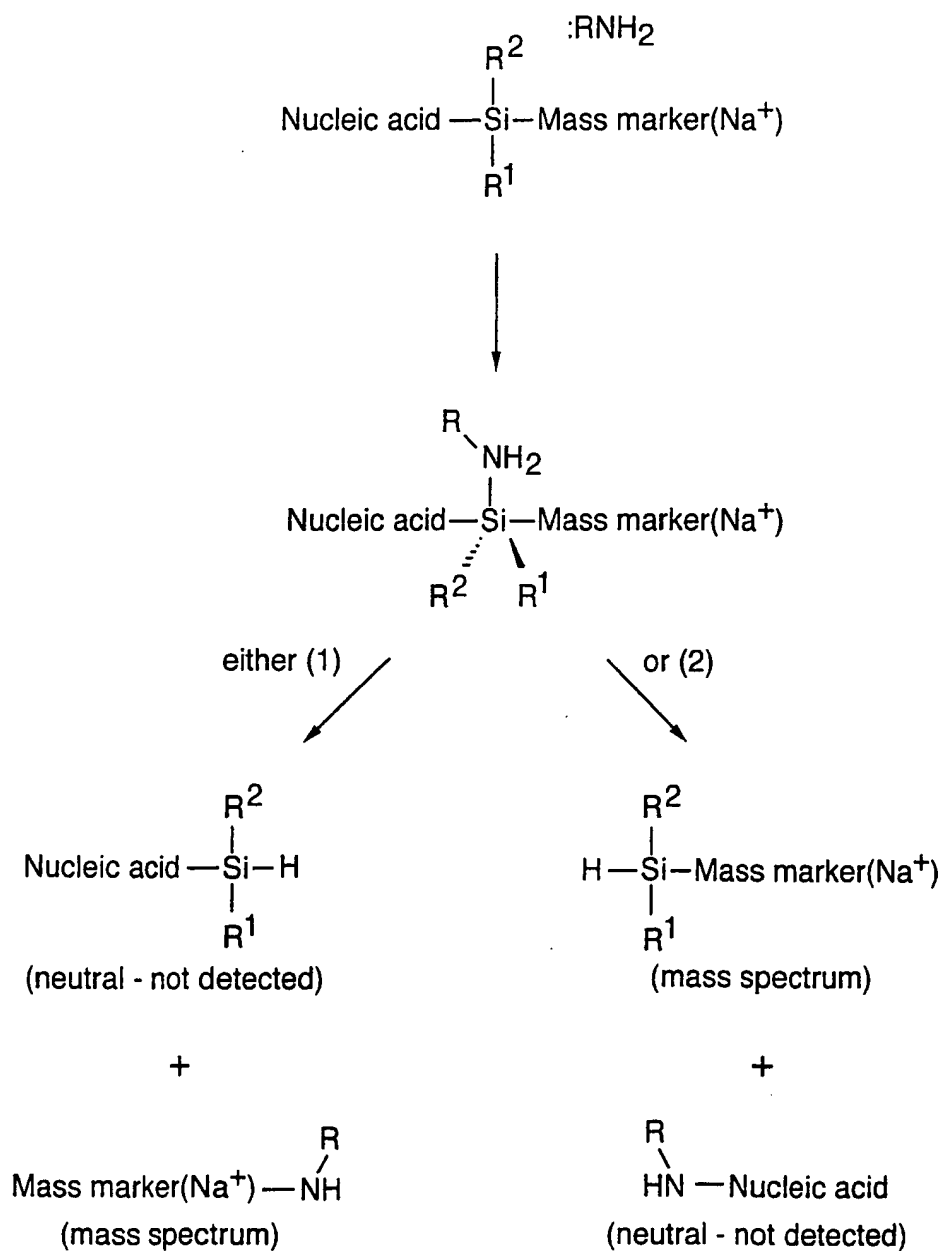 :RNH2
R2
Nucleic acid—Si—Mass marker(Na+)
R1
R
NH2
Nucleic acid—Si—Mass marker(Na+)
R2 R1
either (1) or (2)
R2 R2
Nucleic acid—Si—H H—Si—Mass marker(Na+)
R1 R1
(neutral - not detected) (mass spectrum)
+ +
R R
Mass marker(Na+)—NH HN—Nucleic acid
(mass spectrum) (neutral - not detected)